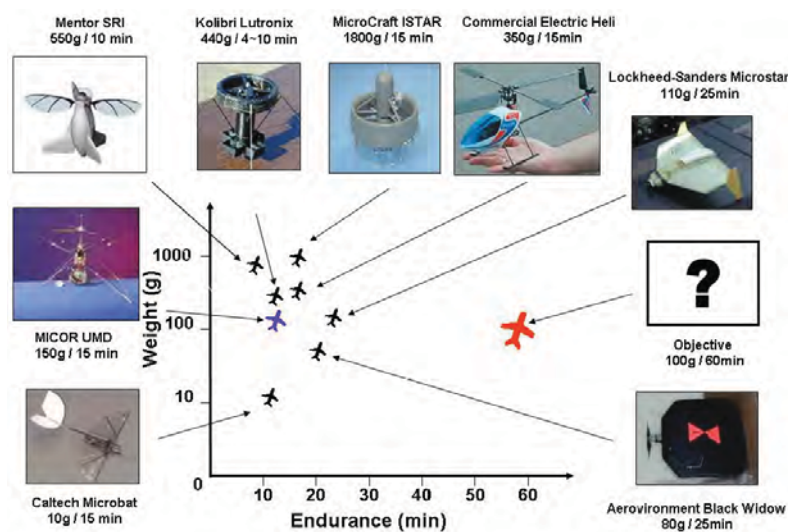 Mentor SRI
550g / 10 min
Kolibri Lutronix
440g / 4~10 min
MicroCraft ISTAR
1800g / 15 min
Commercial Electric Heli
350g / 15min
Lockheed-Sanders Microstar
110g / 25min
MICOR UMD
150g / 15 min
?
Objective
100g / 60min
Caltech Microbat
10g / 15 min
Aerovironment Black Widow
80g / 25min
Weight (g)
1000
100
10
0
10
20
30
40
50
60
Endurance (min)